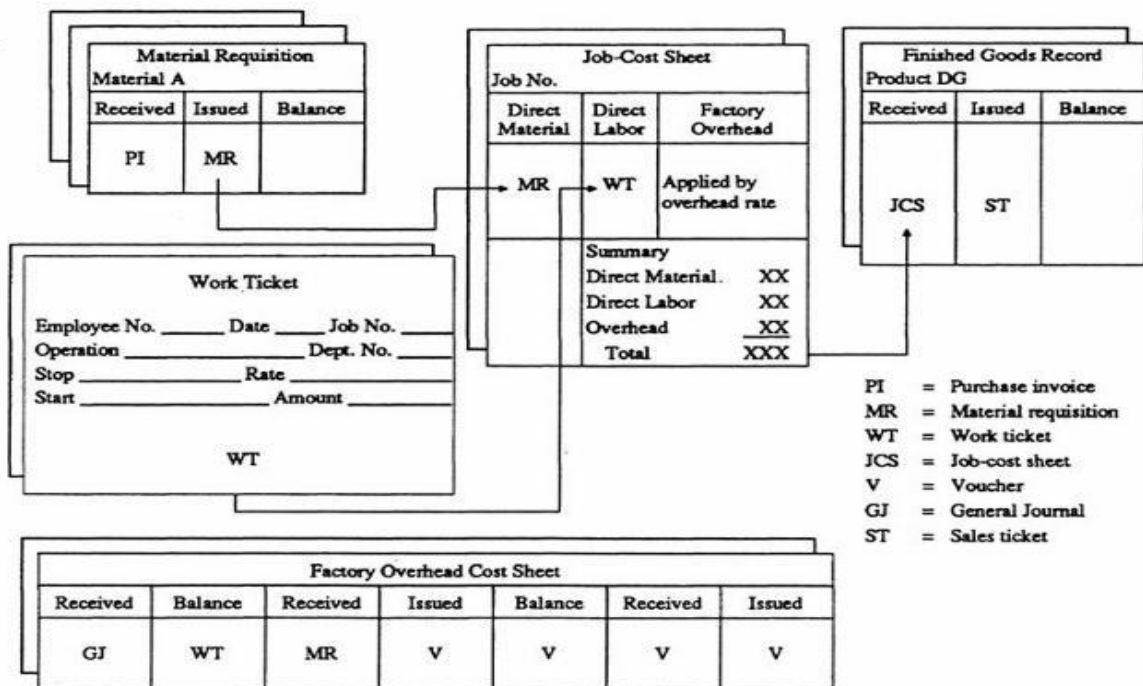 Material Requisition
Material A
Received Issued Balance
PI MR
Job-Cost Sheet
Job No.
Direct Material Direct Labor Factory Overhead
MR WT Applied by overhead rate
Summary
Direct Material. XX
Direct Labor XX
Overhead XX
Total XXX
Finished Goods Record
Product DG
Received Issued Balance
JCS ST
Work Ticket
Employee No. ______ Date _____ Job No. _____
Operation __________________ Dept. No. _____
Stop ________________ Rate ________________
Start ___________________ Amount __________
WT
PI = Purchase invoice
MR = Material requisition
WT = Work ticket
JCS = Job-cost sheet
V = Voucher
GJ = General Journal
ST = Sales ticket
Factory Overhead Cost Sheet
Received Balance Received Issued Balance Received Issued
GJ WT MR V V V V